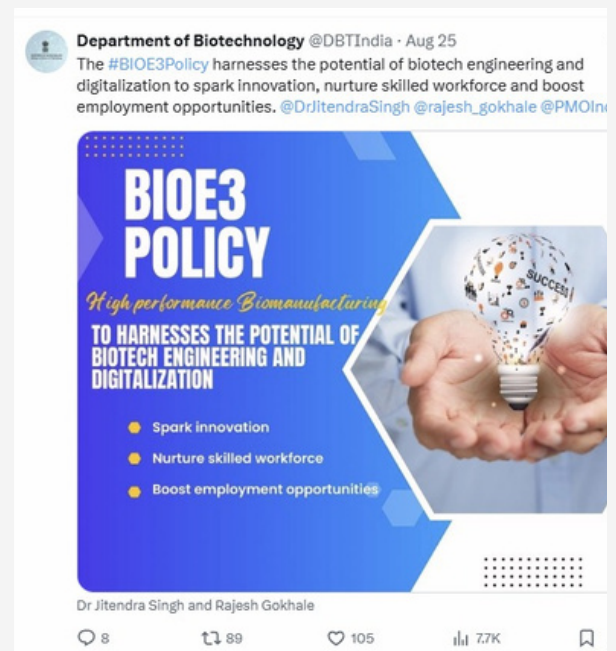 Department of Biotechnology @DBTIndia · Aug 25
The #BIOE3Policy harnesses the potential of biotech engineering and
digitalization to spark innovation, nurture skilled workforce and boost
employment opportunities. @DrJitendraSingh @rajesh_gokhale @PMOInd
BIOE3
POLICY
High performance Biomanufacturing
TO HARNESSES THE POTENTIAL OF
BIOTECH ENGINEERING AND
DIGITALIZATION
Spark innovation
Nurture skilled workforce
Boost employment opportunities
SUCCESS
Dr Jitendra Singh and Rajesh Gokhale
8 89 105 7.7K